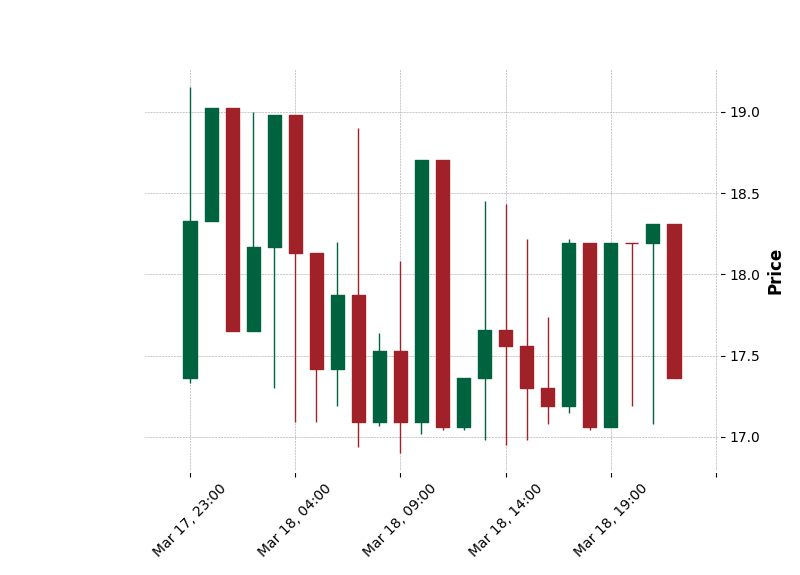 19.0
18.5
18.0
17.5
17.0
Price
Mar 17, 23:00
Mar 18, 04:00
Mar 18, 09:00
Mar 18, 14:00
Mar 18, 19:00